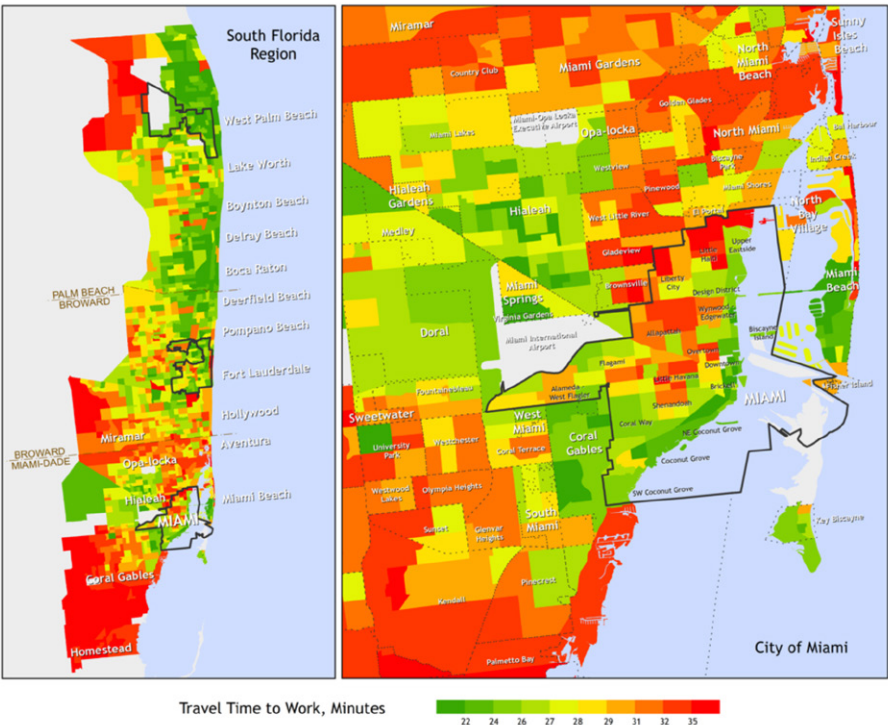 South Florida
Region
West Palm Beach
Lake Worth
Boynton Beach
Delray Beach
Boca Raton
PALM BEACH
BROWARD
Deerfield Beach
Pompano Beach
Fort Lauderdale
Hollywood
Miramar
Aventura
BROWARD
MIAMI-DADE
Opa-locka
Hialeah
Miami Beach
MIAMI
Coral Gables
Homestead
Miramar
Sunny
Isles
Beach
North
Miami
Beach
Country Club
Miami Gardens
Golden Glades
Miami Lakes
Miami-Opa Locka
Executive Airport
Opa-locka
North Miami
Bal Harbour
Biscayne
Park
Indian Creek
Westview
Hialeah
Gardens
Pinewood
Miami Shores
Hialeah
West Little River
El Portal
North
Bay
Village
Medley
Upper
Eastside
Little
Haiti
Gladeview
Miami
Springs
Brownsville
Liberty
City
Design District
Miami
Beach
Virginia Gardens
Wynwood
Edgewater
Doral
Miami International
Airport
Allapattah
Biscayne
Island
Overtown
Flagami
Downtown
Fountainebleau
Alameda
West Flagler
Little Havana
Brickell
Fisher Island
Sweetwater
West
Miami
Shenandoah
MIAMI
Coral Way
University
Park
Westchester
Coral
Gables
NE Coconut Grove
Coral Terrace
Coconut Grove
Westwood
Lakes
Olympia Heights
SW Coconut Grove
South
Miami
Key Biscayne
Sunset
Glenvar
Heights
Pinecrest
Kendall
Palmetto Bay
City of Miami
Travel Time to Work, Minutes
22 24 26 27 28 29 31 32 35